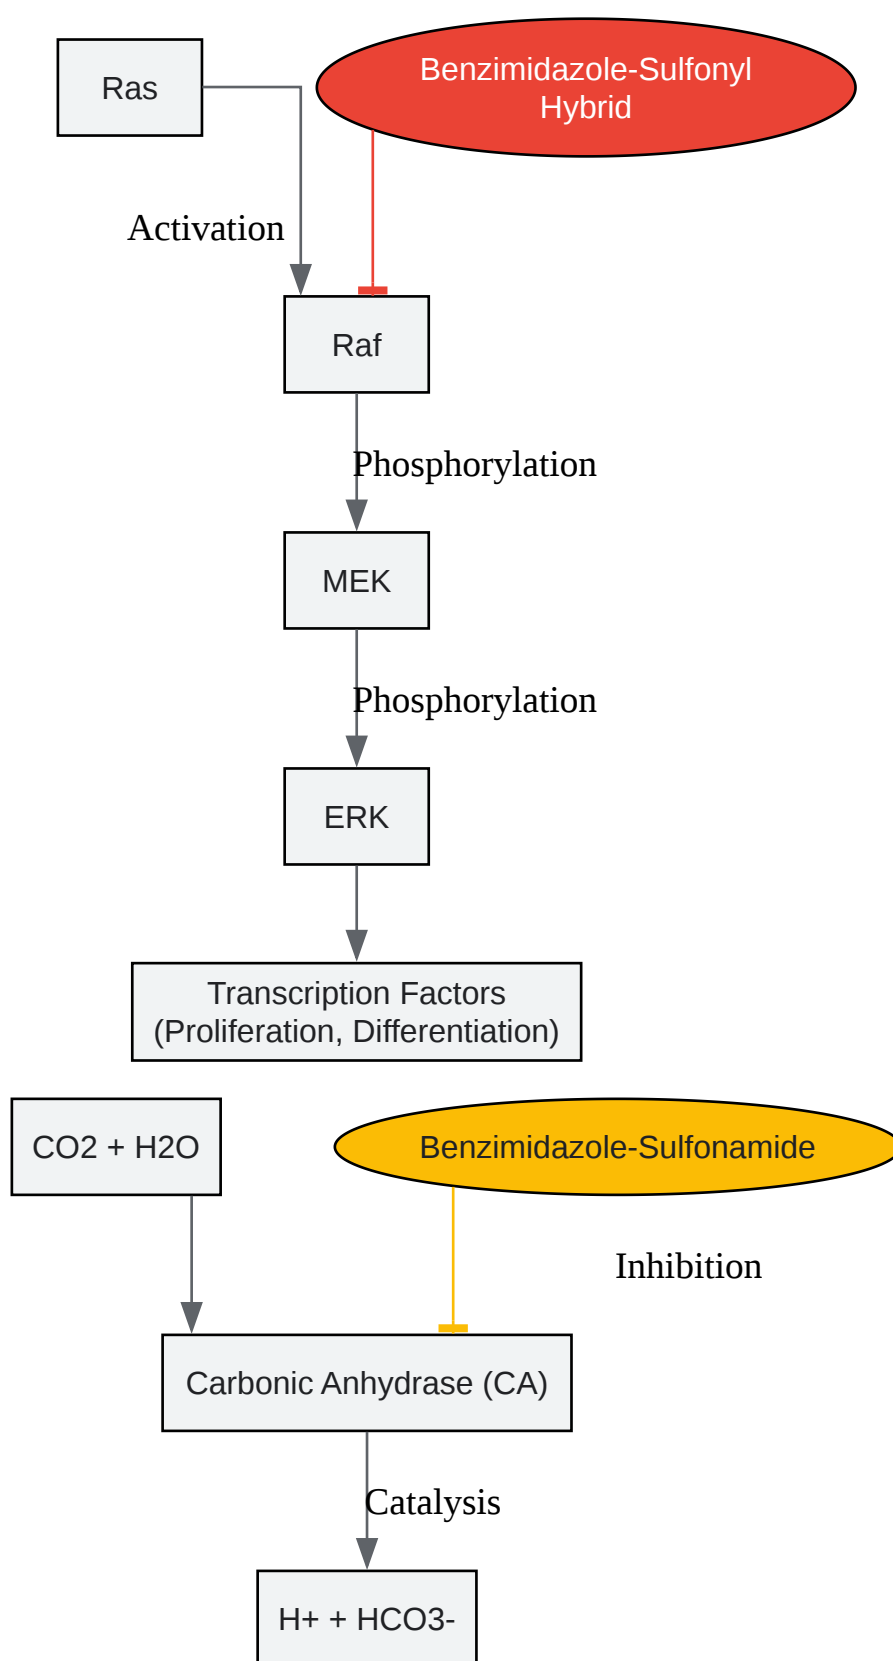 Ras
Benzimidazole-Sulfonyl
Hybrid
Activation
Raf
Phosphorylation
MEK
Phosphorylation
ERK
Transcription Factors
(Proliferation, Differentiation)
CO2 + H2O
Benzimidazole-Sulfonamide
Inhibition
Carbonic Anhydrase (CA)
Catalysis
H+ + HCO3-